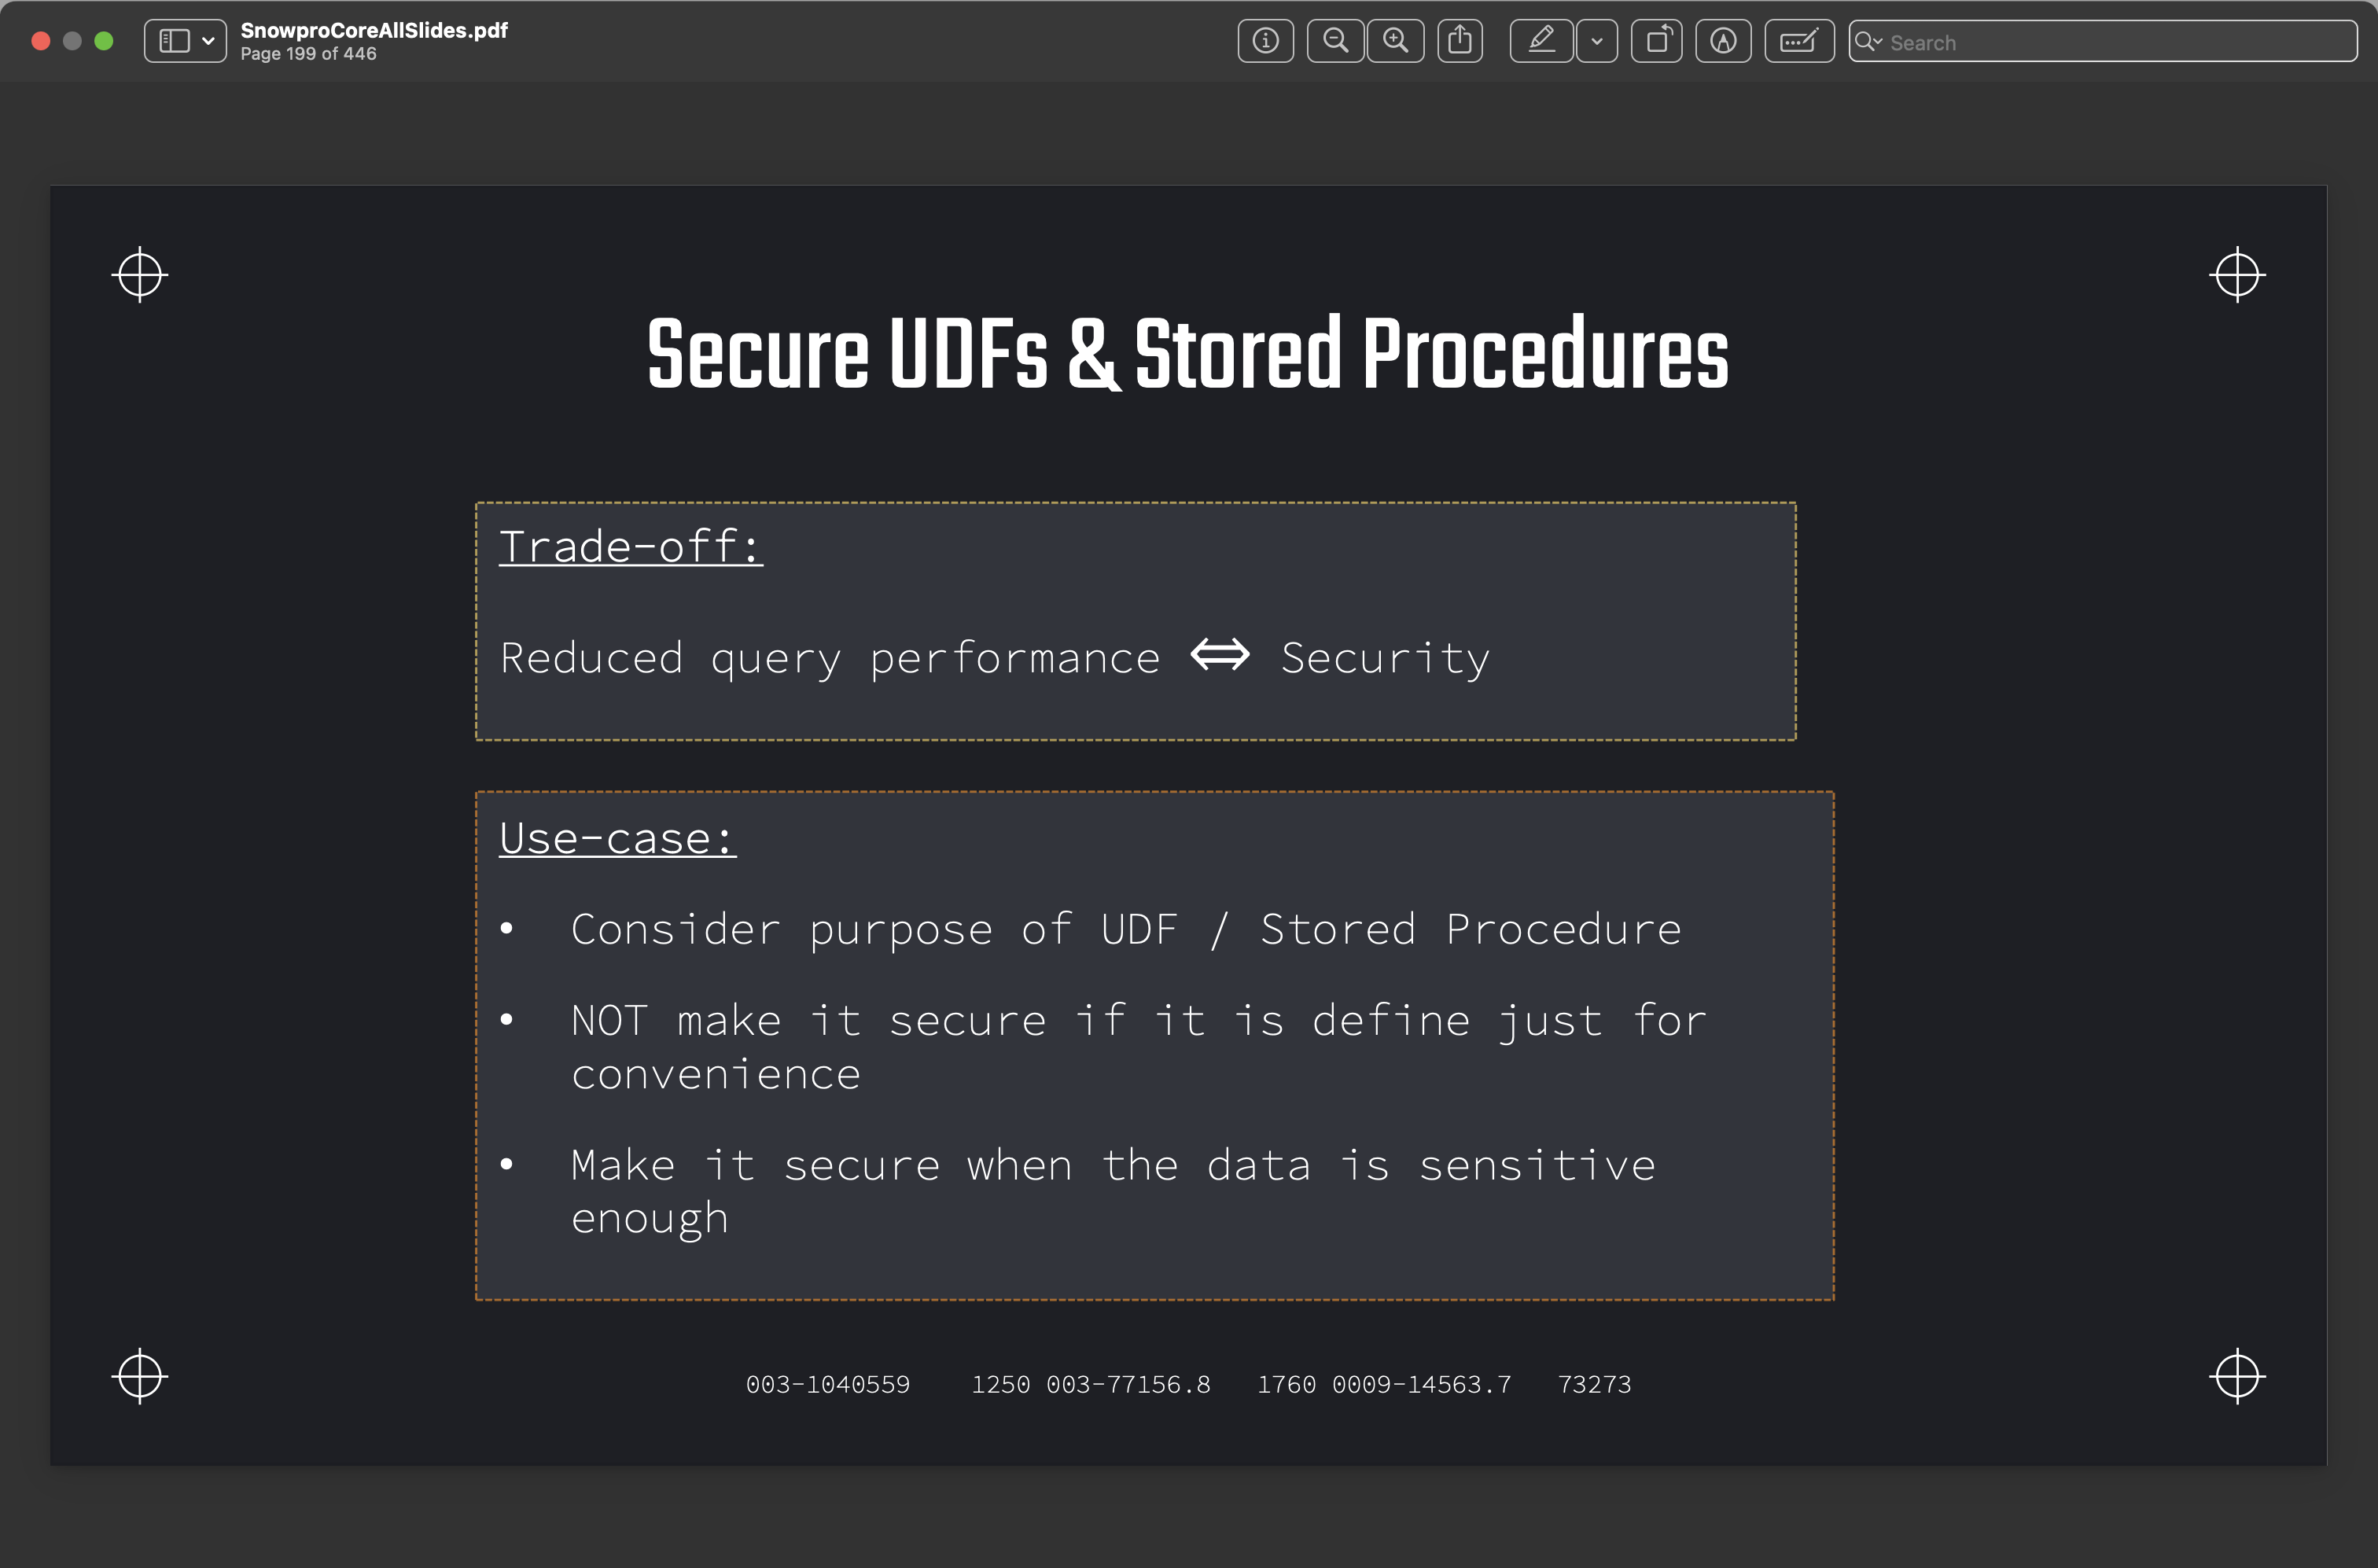 SnowproCoreAllSlides.pdf
Page 199 of 446
Search
Secure UDFs & Stored Procedures
Trade-off:
Reduced query performance ⇔ Security
Use-case:
• Consider purpose of UDF / Stored Procedure
• NOT make it secure if it is define just for
convenience
• Make it secure when the data is sensitive
enough
003-1040559 1250 003-77156.8 1760 0009-14563.7 73273